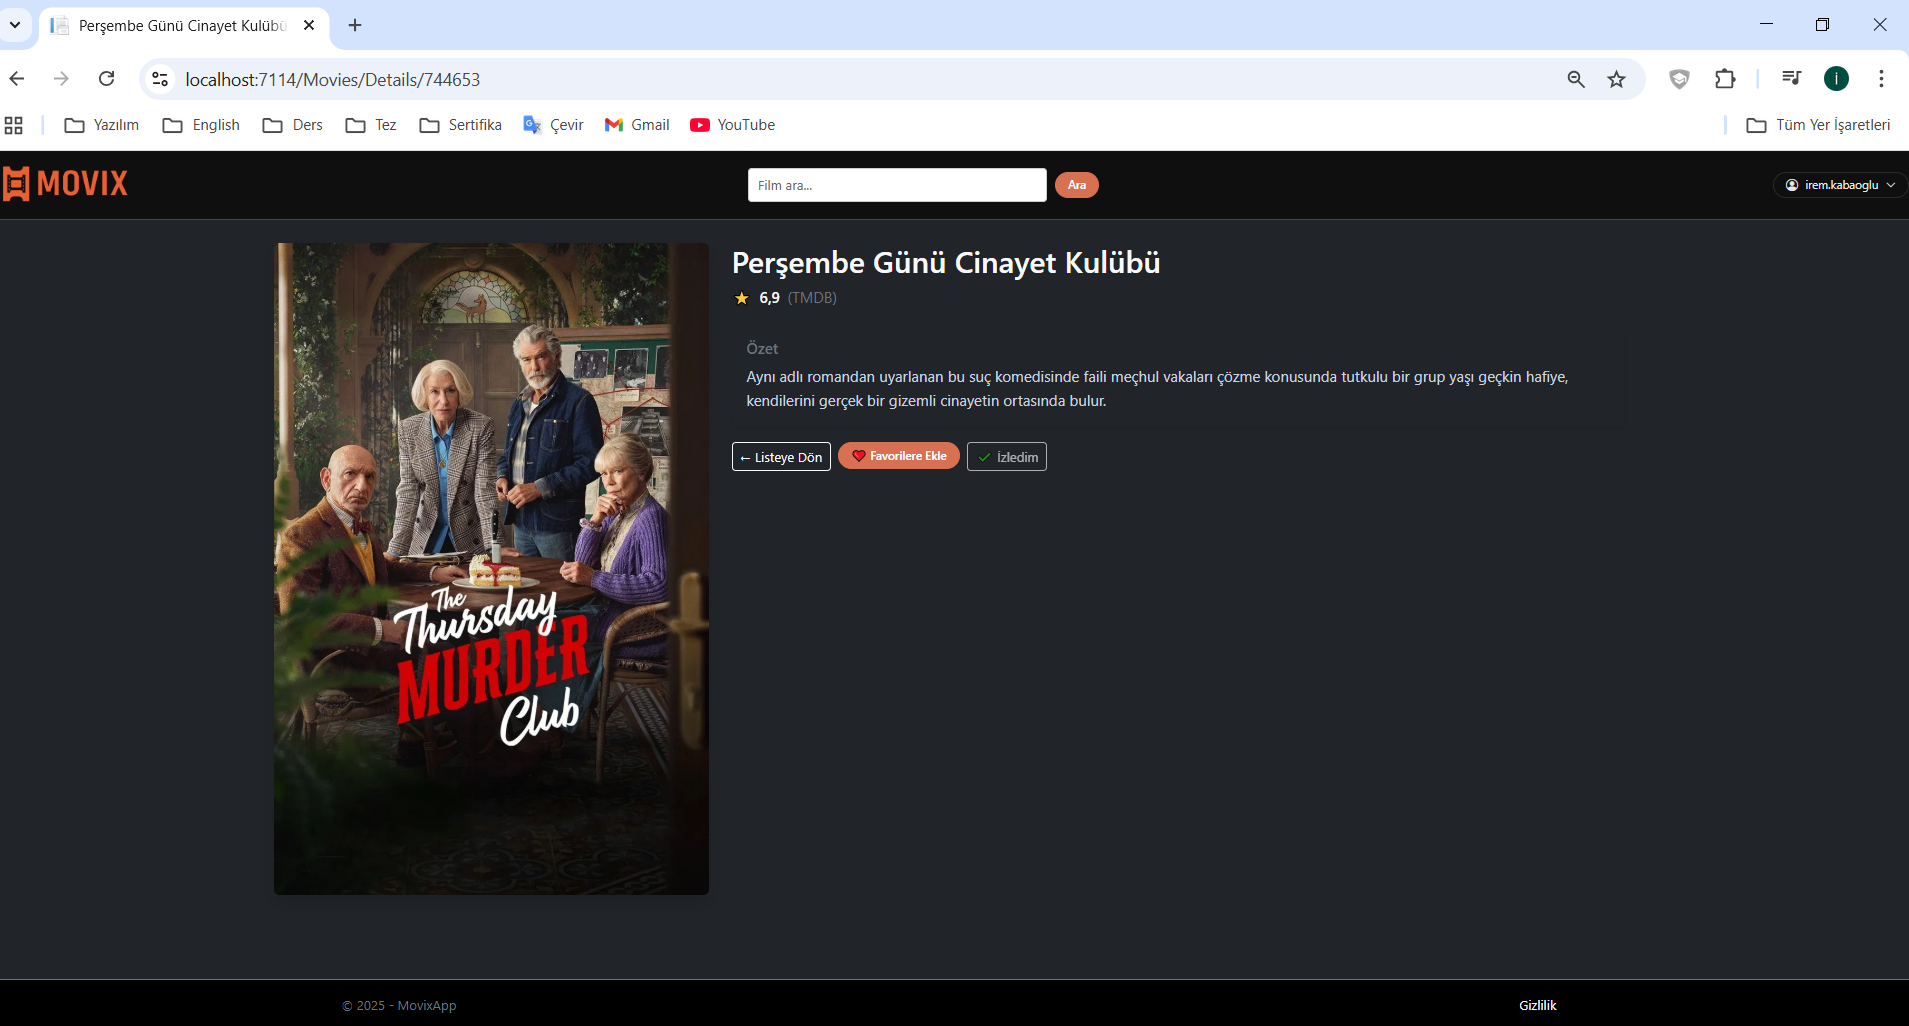 Perşembe Günü Cinayet Kulübü
localhost:7114/Movies/Details/744653
i
Yazılım English Ders Tez Sertifika Çevir Gmail YouTube Tüm Yer İşaretleri
MOVIX
Film ara...
Ara
irem.kabaoglu
Perşembe Günü Cinayet Kulübü
6,9 (TMDB)
Özet
Aynı adlı romandan uyarlanan bu suç komedisinde faili meçhul vakaları çözme konusunda tutkulu bir grup yaşı geçkin hafiye,
kendilerini gerçek bir gizemli cinayetin ortasında bulur.
← Listeye Dön
Favorilere Ekle
İzledim
The
Thursday
MURDER
Club
© 2025 - MovixApp
Gizlilik